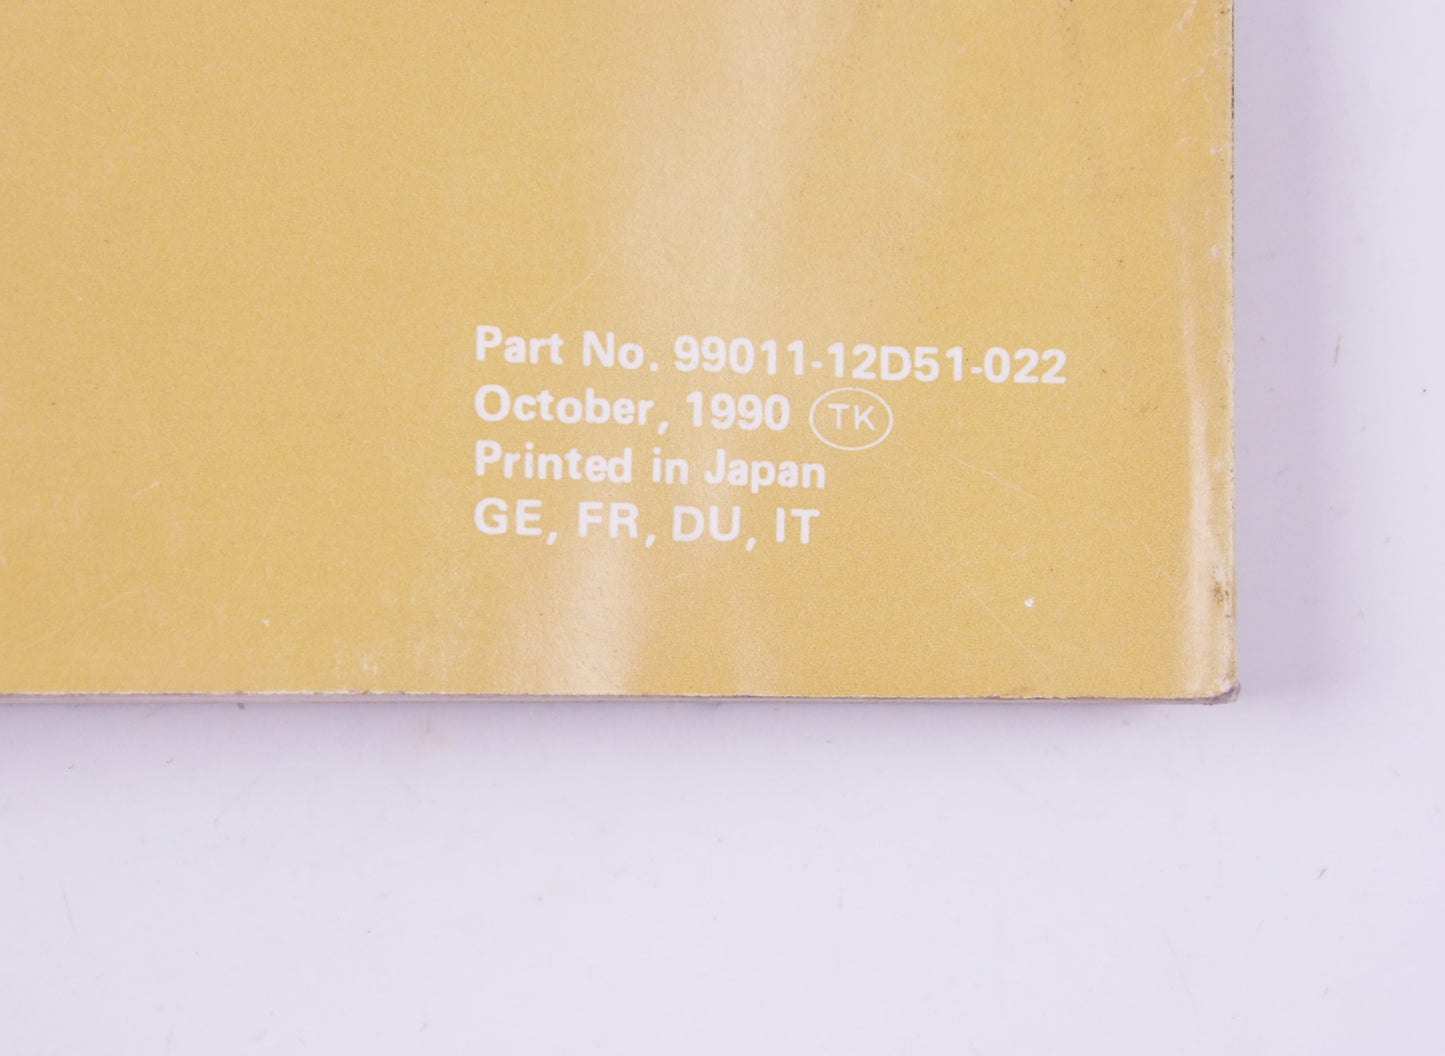 Part No. 99011-12D51-022
October, 1990 TK
Printed in Japan
GE, FR, DU, IT